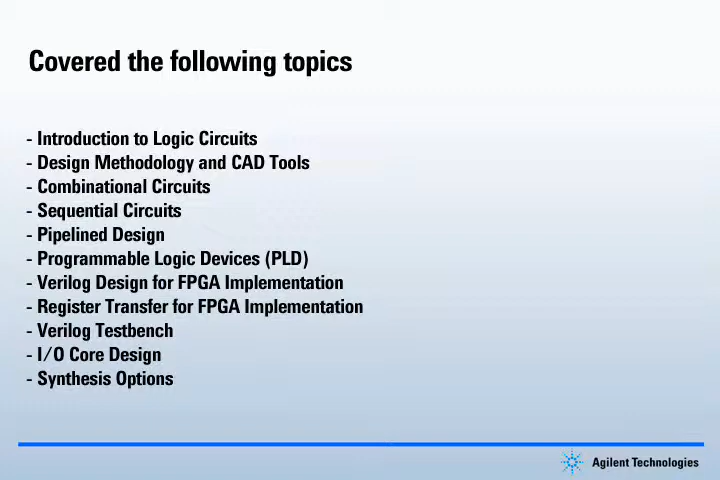 Covered the following topics
- Introduction to Logic Circuits
- Design Methodology and CAD Tools
- Combinational Circuits
- Sequential Circuits
- Pipelined Design
- Programmable Logic Devices (PLD)
- Verilog Design for FPGA Implementation
- Register Transfer for FPGA Implementation
- Verilog Testbench
- I/O Core Design
- Synthesis Options
Agilent Technologies